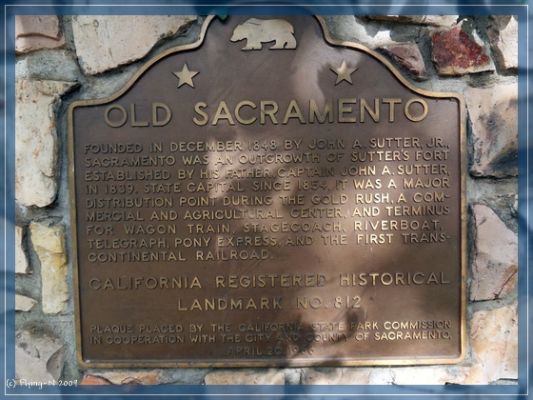 OLD SACRAMENTO
FOUNDED IN DECEMBER 1848 BY JOHN A. SUTTER, JR.,
SACRAMENTO WAS AN OUTGROWTH OF SUTTER'S FORT
ESTABLISHED BY HIS FATHER, CAPTAIN JOHN A. SUTTER,
IN 1839. STATE CAPITAL SINCE 1854, IT WAS A MAJOR
DISTRIBUTION POINT DURING THE GOLD RUSH, A COM-
MERCIAL AND AGRICULTURAL CENTER, AND TERMINUS
FOR WAGON TRAIN, STAGECOACH, RIVERBOAT,
TELEGRAPH, PONY EXPRESS, AND THE FIRST TRANS-
CONTINENTAL RAILROAD.
CALIFORNIA REGISTERED HISTORICAL
LANDMARK NO. 812
PLAQUE PLACED BY THE CALIFORNIA STATE PARK COMMISSION
IN COOPERATION WITH THE CITY AND COUNTY OF SACRAMENTO,
APRIL 20,
(c) Flying-N 2009